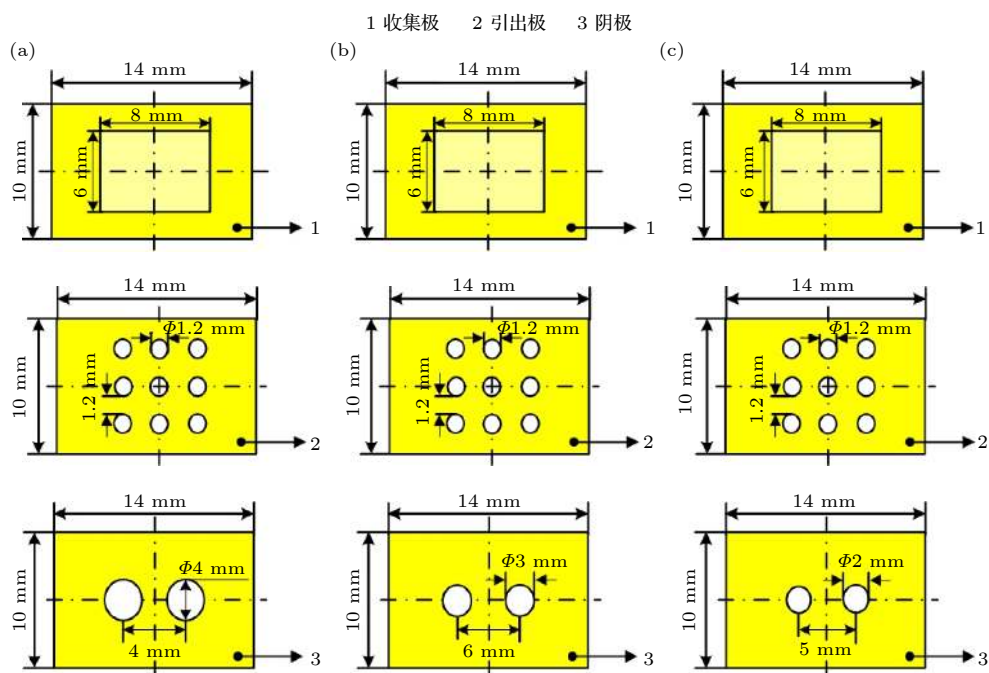 1 收集极 2 引出极 3 阴极
(a) (b) (c)
14 mm 14 mm 14 mm
8 mm 8 mm 8 mm
10 mm 6 mm 10 mm 6 mm 10 mm 6 mm
1 1 1
14 mm 14 mm 14 mm
Φ1.2 mm Φ1.2 mm Φ1.2 mm
10 mm 1.2 mm 10 mm 1.2 mm 10 mm 1.2 mm
2 2 2
14 mm 14 mm 14 mm
Φ4 mm Φ3 mm Φ2 mm
10 mm 10 mm 10 mm
4 mm 6 mm 5 mm
3 3 3